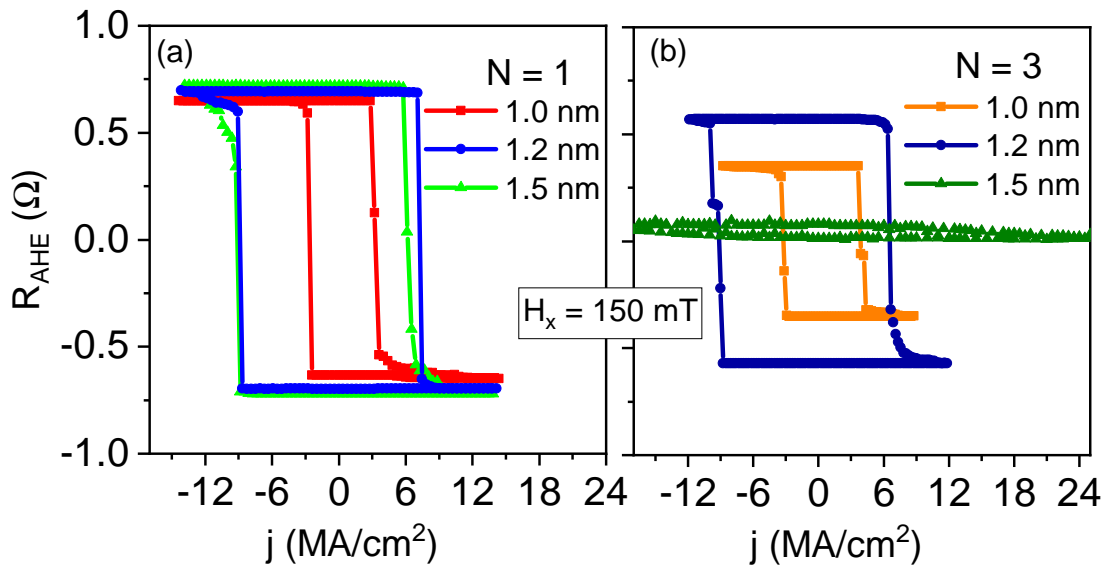 1.0
0.5
0.0
-0.5
-1.0
R_AHE (Ω)
(a)
N = 1
1.0 nm
1.2 nm
1.5 nm
-12 -6 0 6 12 18 24
j (MA/cm²)
H_x = 150 mT
(b)
N = 3
1.0 nm
1.2 nm
1.5 nm
-12 -6 0 6 12 18 24
j (MA/cm²)